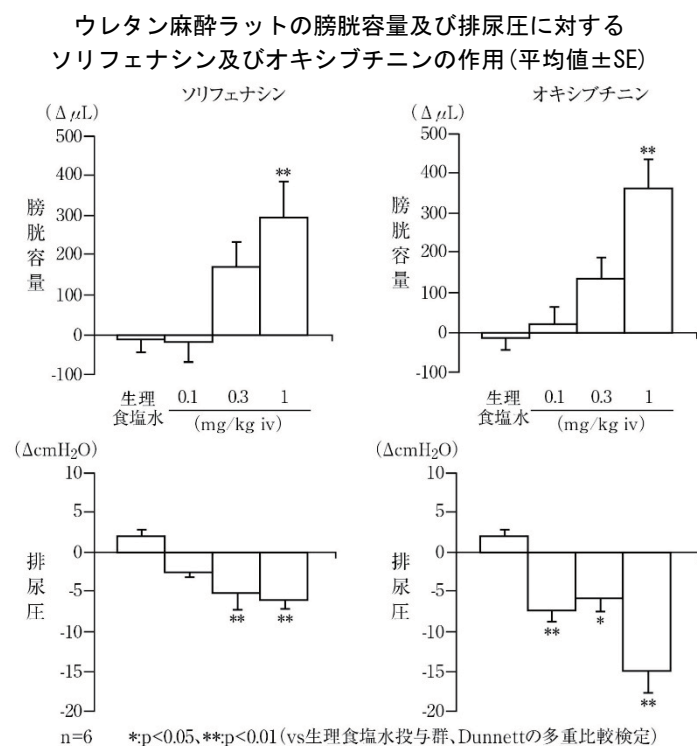 ウレタン麻酔ラットの膀胱容量及び排尿圧に対する
ソリフェナシン及びオキシブチニンの作用(平均値±SE)
ソリフェナシン
(ΔμL)
500
400
300
200
100
0
-100
膀胱容量
**
生理食塩水
0.1 0.3 1
(mg/kg iv)
オキシブチニン
(ΔμL)
500
400
300
200
100
0
-100
膀胱容量
**
生理食塩水
0.1 0.3 1
(mg/kg iv)
(ΔcmH₂O)
10
5
0
-5
-10
-15
-20
排尿圧
** **
(ΔcmH₂O)
10
5
0
-5
-10
-15
-20
排尿圧
** * **
n=6 *:p<0.05、**:p<0.01(vs生理食塩水投与群、Dunnettの多重比較検定)